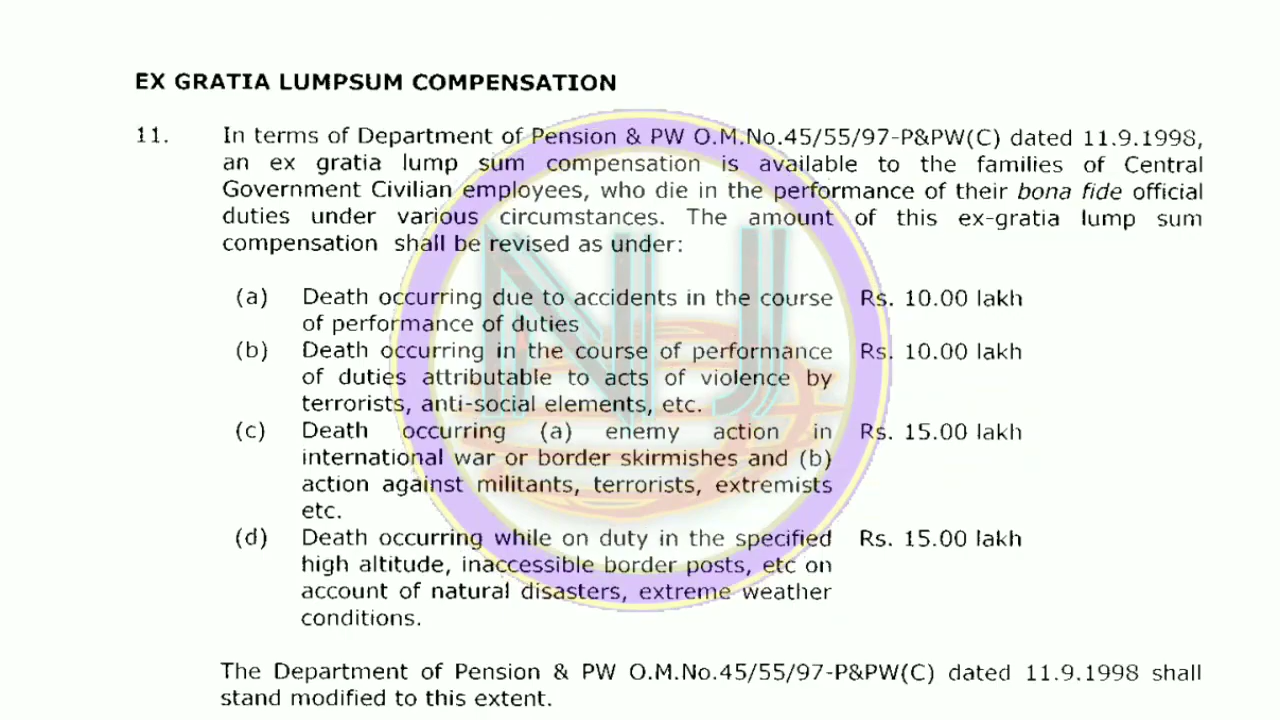 EX GRATIA LUMPSUM COMPENSATION
11. In terms of Department of Pension & PW O.M.No.45/55/97-P&PW(C) dated 11.9.1998,
an ex gratia lump sum compensation is available to the families of Central
Government Civilian employees, who die in the performance of their bona fide official
duties under various circumstances. The amount of this ex-gratia lump sum
compensation shall be revised as under:
(a) Death occurring due to accidents in the course Rs. 10.00 lakh
of performance of duties
(b) Death occurring in the course of performance Rs. 10.00 lakh
of duties attributable to acts of violence by
terrorists, anti-social elements, etc.
(c) Death occurring (a) enemy action in Rs. 15.00 lakh
international war or border skirmishes and (b)
action against militants, terrorists, extremists
etc.
(d) Death occurring while on duty in the specified Rs. 15.00 lakh
high altitude, inaccessible border posts, etc on
account of natural disasters, extreme weather
conditions.
The Department of Pension & PW O.M.No.45/55/97-P&PW(C) dated 11.9.1998 shall
stand modified to this extent.
NJ